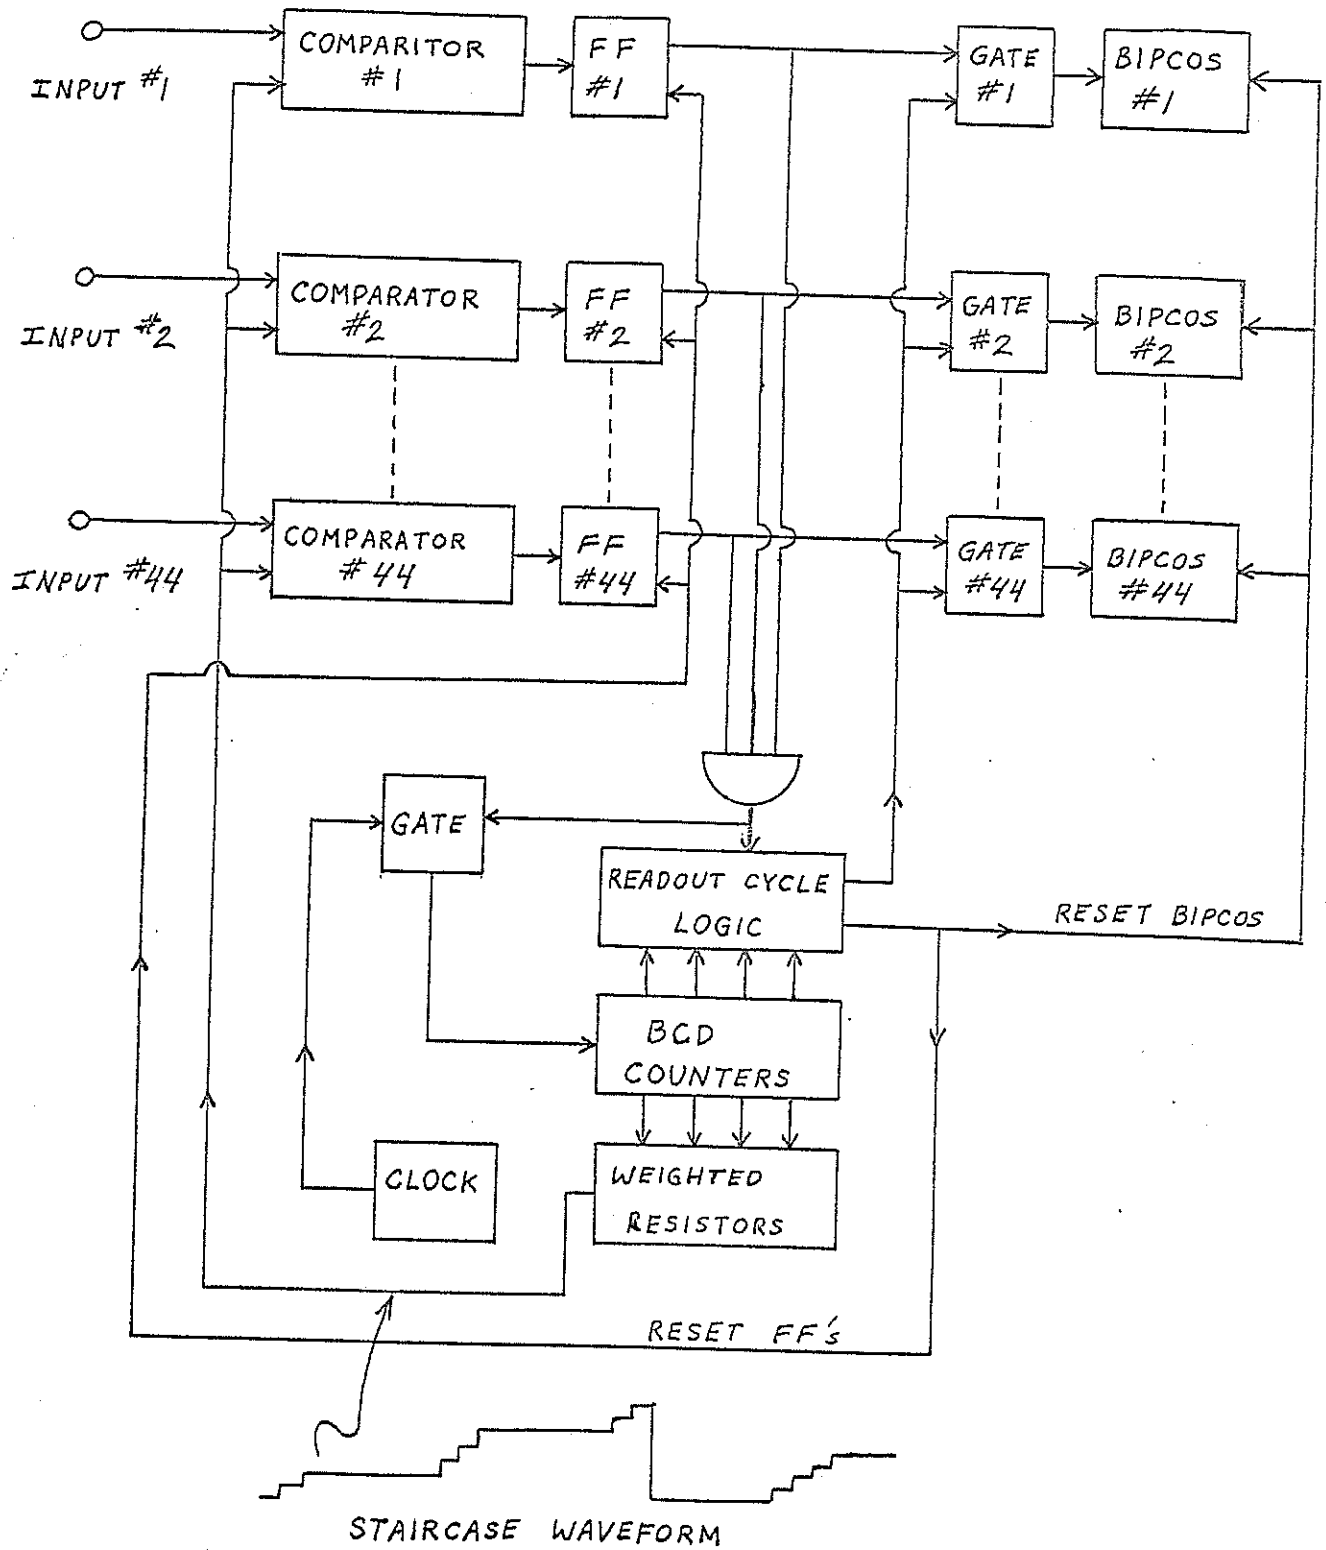 INPUT #1
COMPARITOR
#1
FF
#1
GATE
#1
BIPCOS
#1
INPUT #2
COMPARATOR
#2
FF
#2
GATE
#2
BIPCOS
#2
INPUT #44
COMPARATOR
#44
FF
#44
GATE
#44
BIPCOS
#44
GATE
READOUT CYCLE
LOGIC
RESET BIPCOS
BCD
COUNTERS
CLOCK
WEIGHTED
RESISTORS
RESET FF's
STAIRCASE WAVEFORM